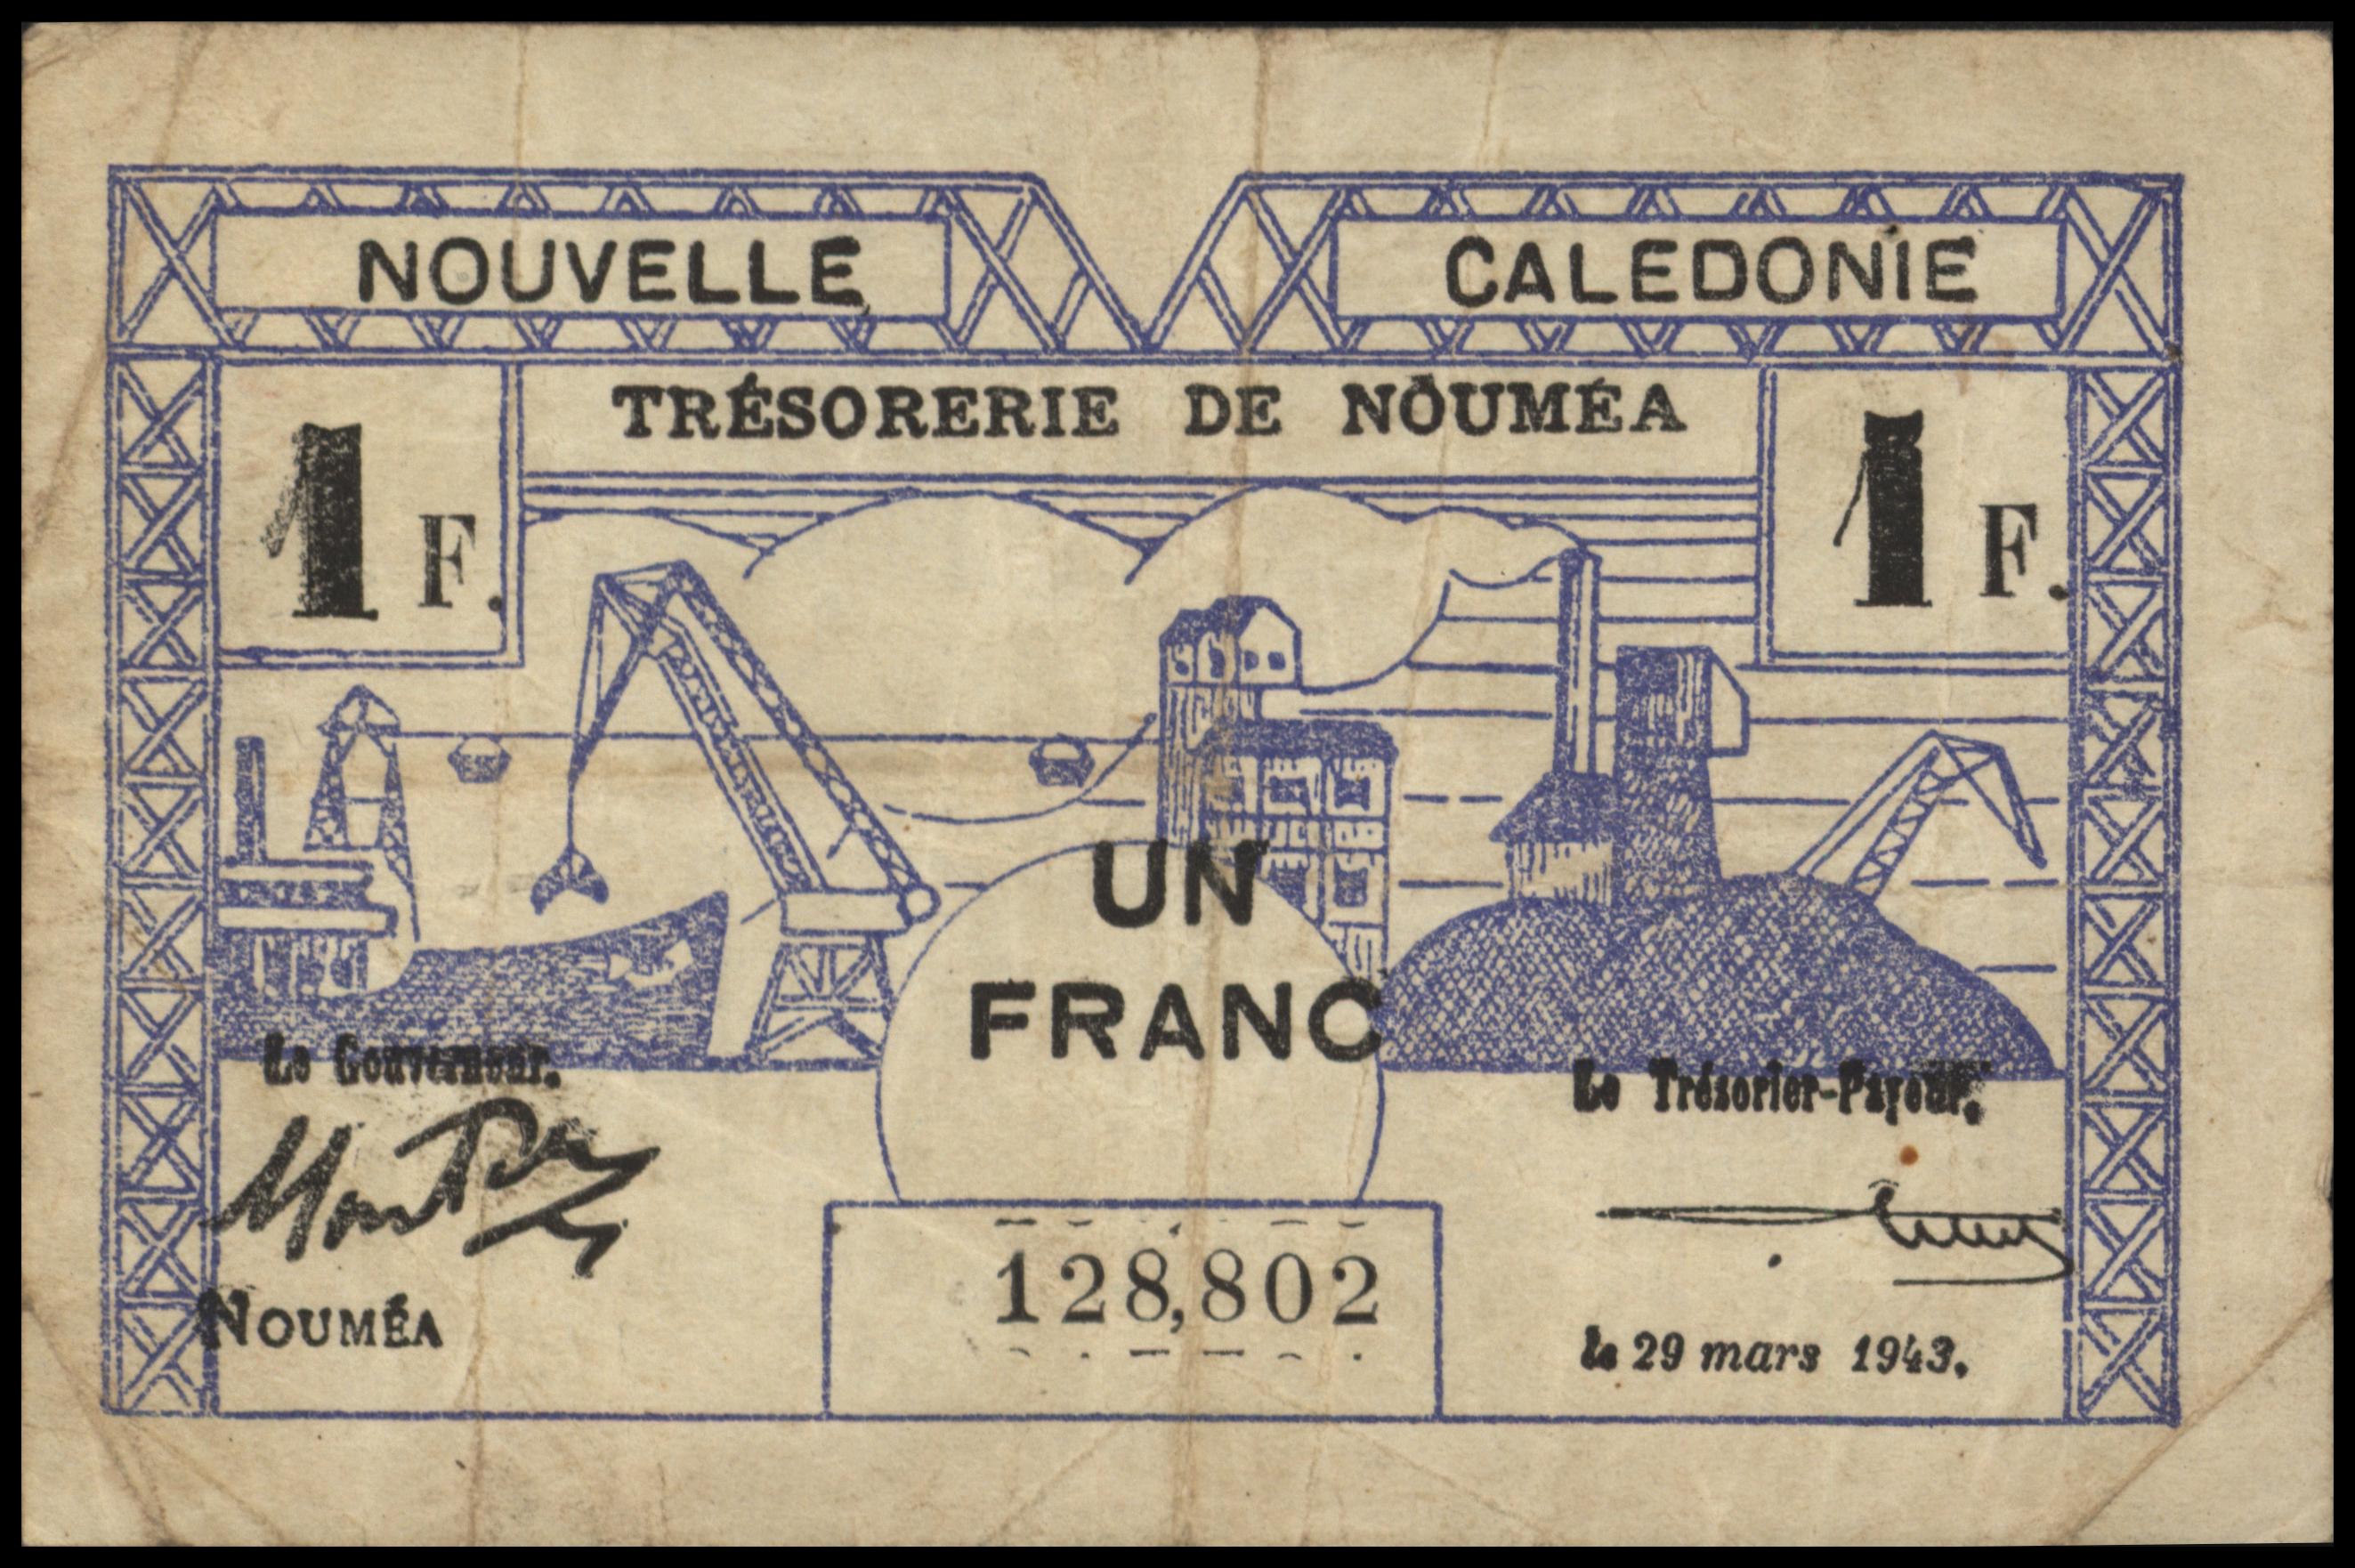 NOUVELLE CALEDONIE
TRÉSORERIE DE NOUMÉA
1 F. 1 F.
UN
FRANC
Le Gouverneur.
Le Trésorier-Payeur.
128,802
NOUMÉA
le 29 mars 1943.